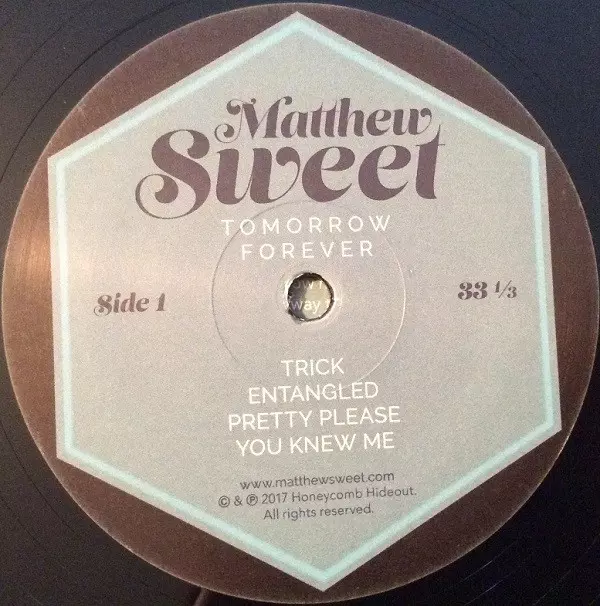 Matthew
Sweet
TOMORROW
FOREVER
Side 1
33 1/3
TRICK
ENTANGLED
PRETTY PLEASE
YOU KNEW ME
www.matthewsweet.com
© & ℗ 2017 Honeycomb Hideout.
All rights reserved.